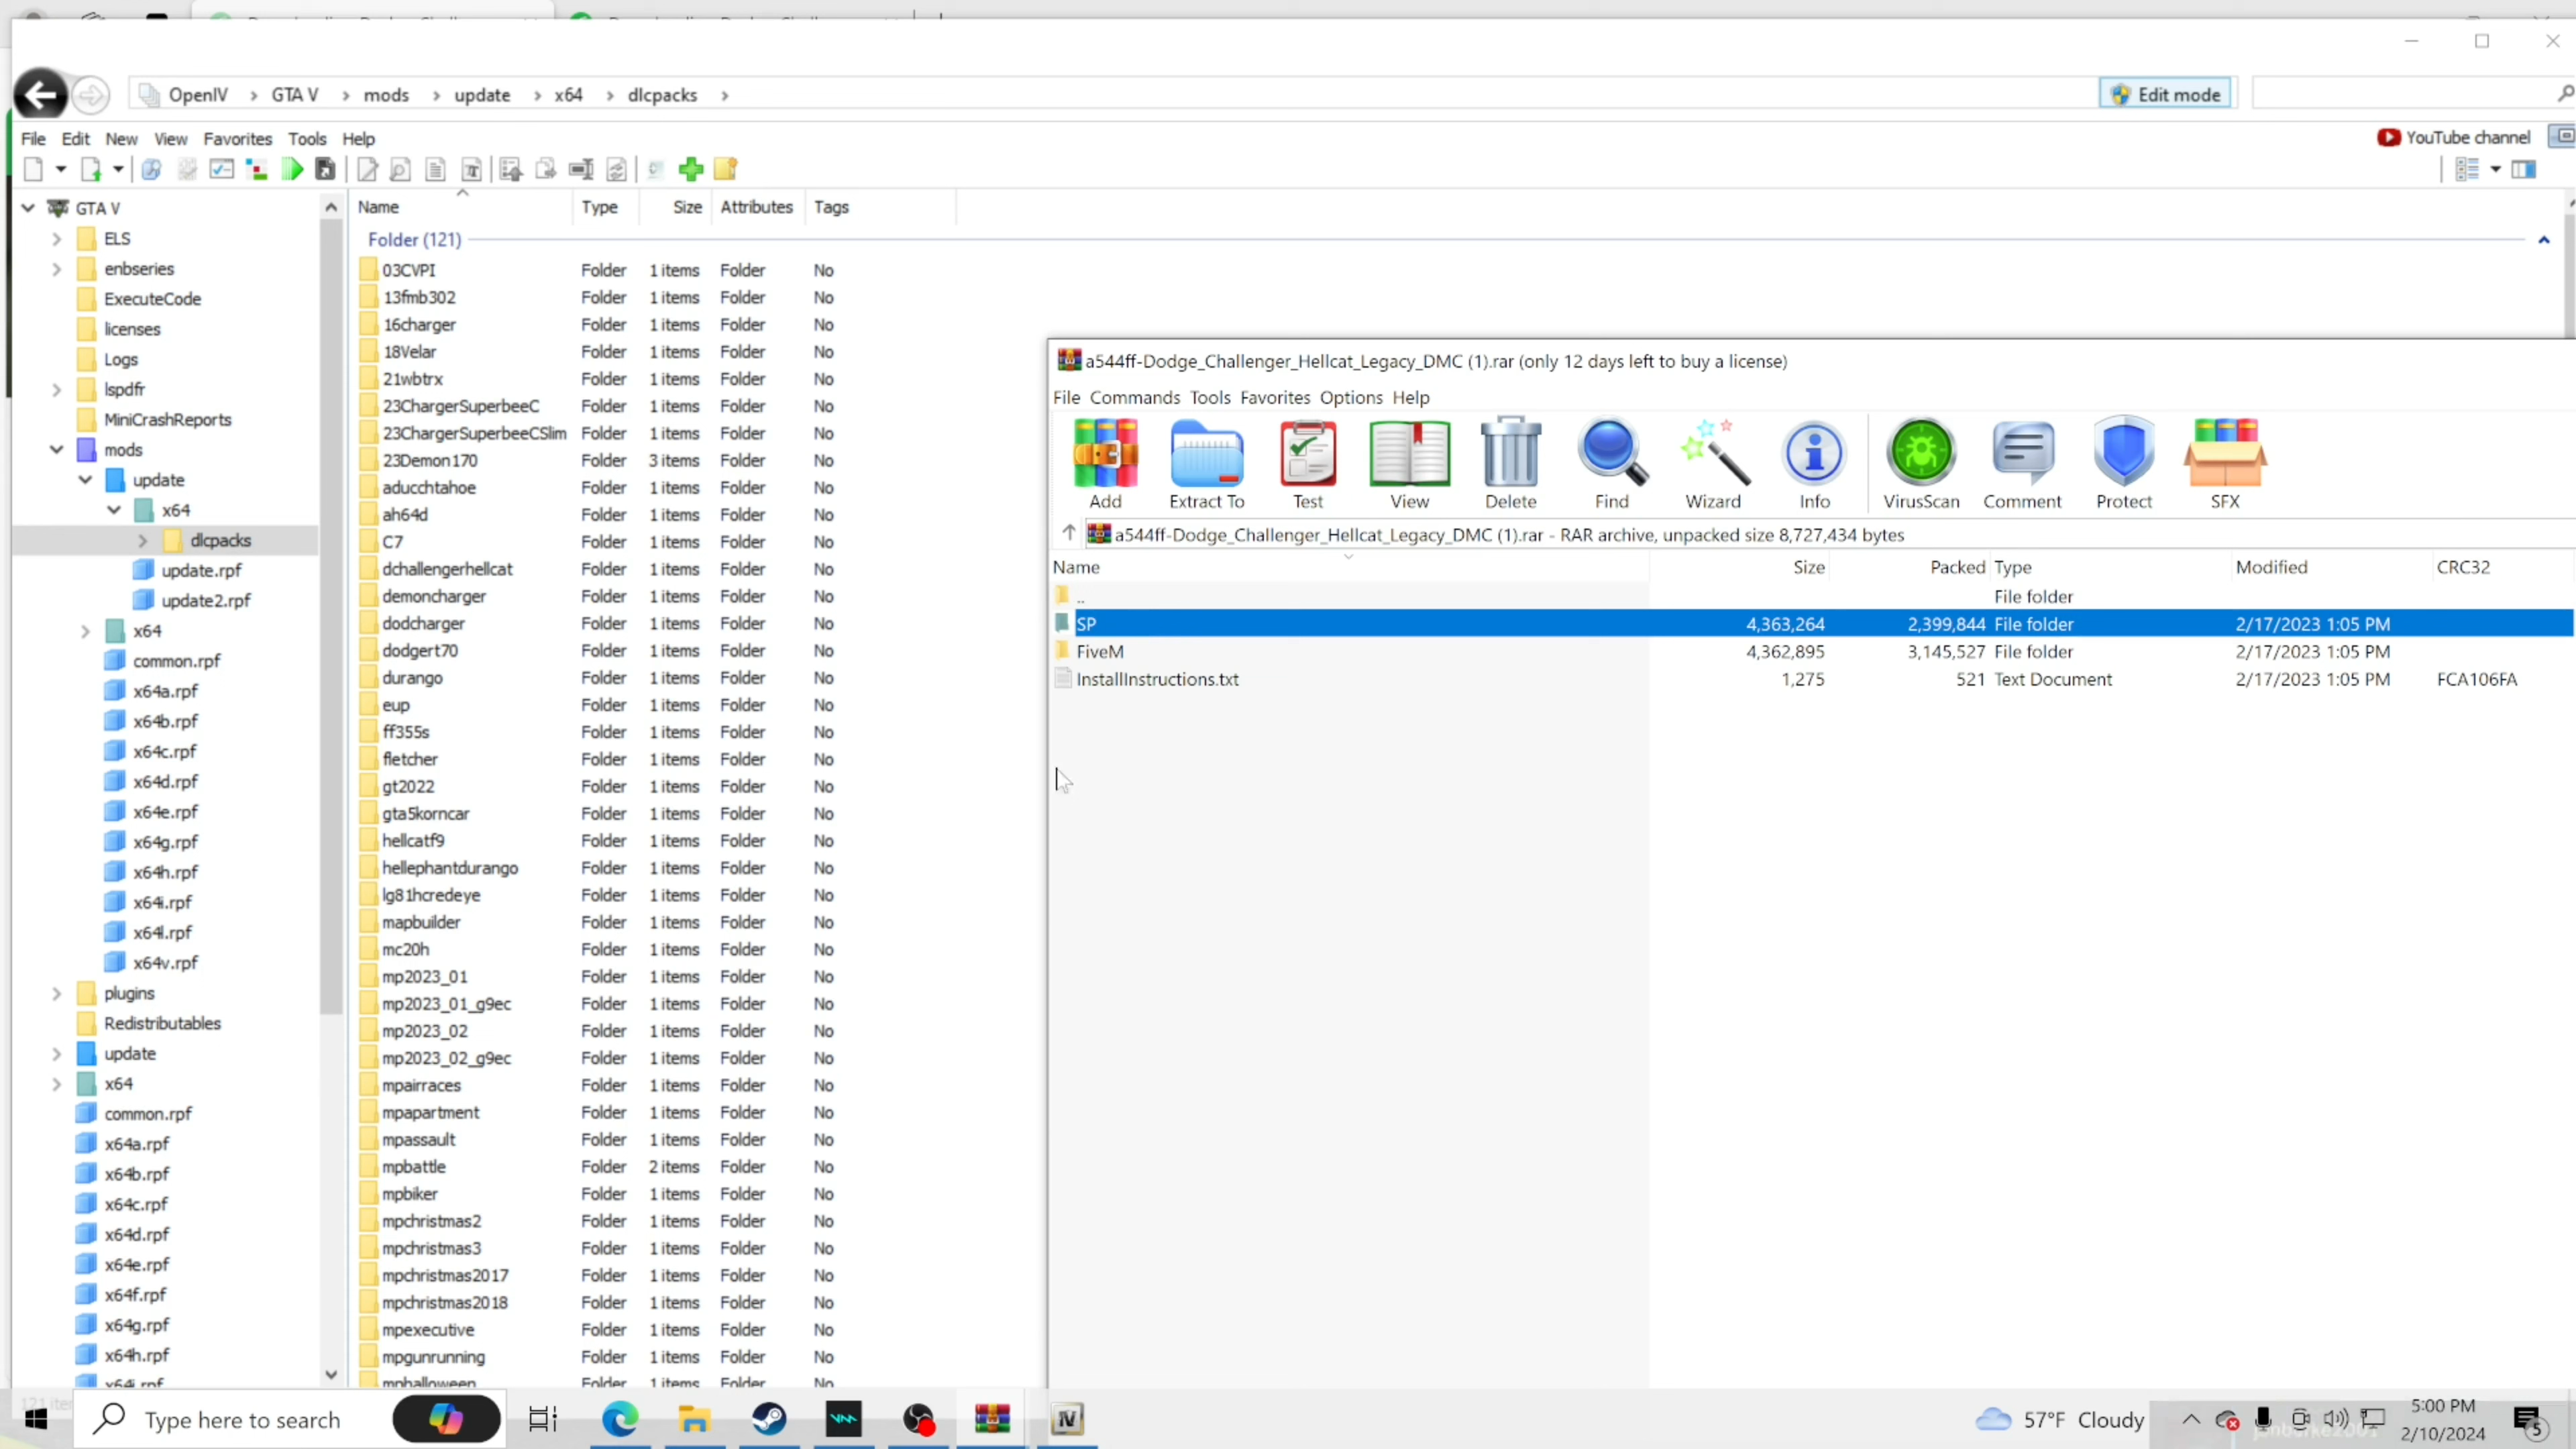 OpenIV > GTA V > mods > update > x64 > dlcpacks >
Edit mode
File Edit New View Favorites Tools Help
YouTube channel
GTA V
ELS
enbseries
ExecuteCode
licenses
Logs
lspdfr
MiniCrashReports
mods
update
x64
dlcpacks
update.rpf
update2.rpf
x64
common.rpf
x64a.rpf
x64b.rpf
x64c.rpf
x64d.rpf
x64e.rpf
x64g.rpf
x64h.rpf
x64i.rpf
x64l.rpf
x64v.rpf
plugins
Redistributables
update
x64
common.rpf
x64a.rpf
x64b.rpf
x64c.rpf
x64d.rpf
x64e.rpf
x64f.rpf
x64g.rpf
x64h.rpf
x64i.rpf
Name Type Size Attributes Tags
Folder (121)
03CVPI Folder 1 items Folder No
13fmb302 Folder 1 items Folder No
16charger Folder 1 items Folder No
18Velar Folder 1 items Folder No
21wbtrx Folder 1 items Folder No
23ChargerSuperbeeC Folder 1 items Folder No
23ChargerSuperbeeCSlim Folder 1 items Folder No
23Demon170 Folder 3 items Folder No
aducchtahoe Folder 1 items Folder No
ah64d Folder 1 items Folder No
C7 Folder 1 items Folder No
dchallengerhellcat Folder 1 items Folder No
demoncharger Folder 1 items Folder No
dodcharger Folder 1 items Folder No
dodgert70 Folder 1 items Folder No
durango Folder 1 items Folder No
eup Folder 1 items Folder No
ff355s Folder 1 items Folder No
fletcher Folder 1 items Folder No
gt2022 Folder 1 items Folder No
gta5korncar Folder 1 items Folder No
hellcatf9 Folder 1 items Folder No
hellephantdurango Folder 1 items Folder No
lg81hcredeye Folder 1 items Folder No
mapbuilder Folder 1 items Folder No
mc20h Folder 1 items Folder No
mp2023_01 Folder 1 items Folder No
mp2023_01_g9ec Folder 1 items Folder No
mp2023_02 Folder 1 items Folder No
mp2023_02_g9ec Folder 1 items Folder No
mpairraces Folder 1 items Folder No
mpapartment Folder 1 items Folder No
mpassault Folder 1 items Folder No
mpbattle Folder 2 items Folder No
mpbiker Folder 1 items Folder No
mpchristmas2 Folder 1 items Folder No
mpchristmas3 Folder 1 items Folder No
mpchristmas2017 Folder 1 items Folder No
mpchristmas2018 Folder 1 items Folder No
mpexecutive Folder 1 items Folder No
mpgunrunning Folder 1 items Folder No
mphalloween Folder 1 items Folder No
a544ff-Dodge_Challenger_Hellcat_Legacy_DMC (1).rar (only 12 days left to buy a license)
File Commands Tools Favorites Options Help
Add Extract To Test View Delete Find Wizard Info VirusScan Comment Protect SFX
a544ff-Dodge_Challenger_Hellcat_Legacy_DMC (1).rar - RAR archive, unpacked size 8,727,434 bytes
Name Size Packed Type Modified CRC32
.. File folder
SP 4,363,264 2,399,844 File folder 2/17/2023 1:05 PM
FiveM 4,362,895 3,145,527 File folder 2/17/2023 1:05 PM
InstallInstructions.txt 1,275 521 Text Document 2/17/2023 1:05 PM FCA106FA
Type here to search
57°F Cloudy
5:00 PM
2/10/2024
5